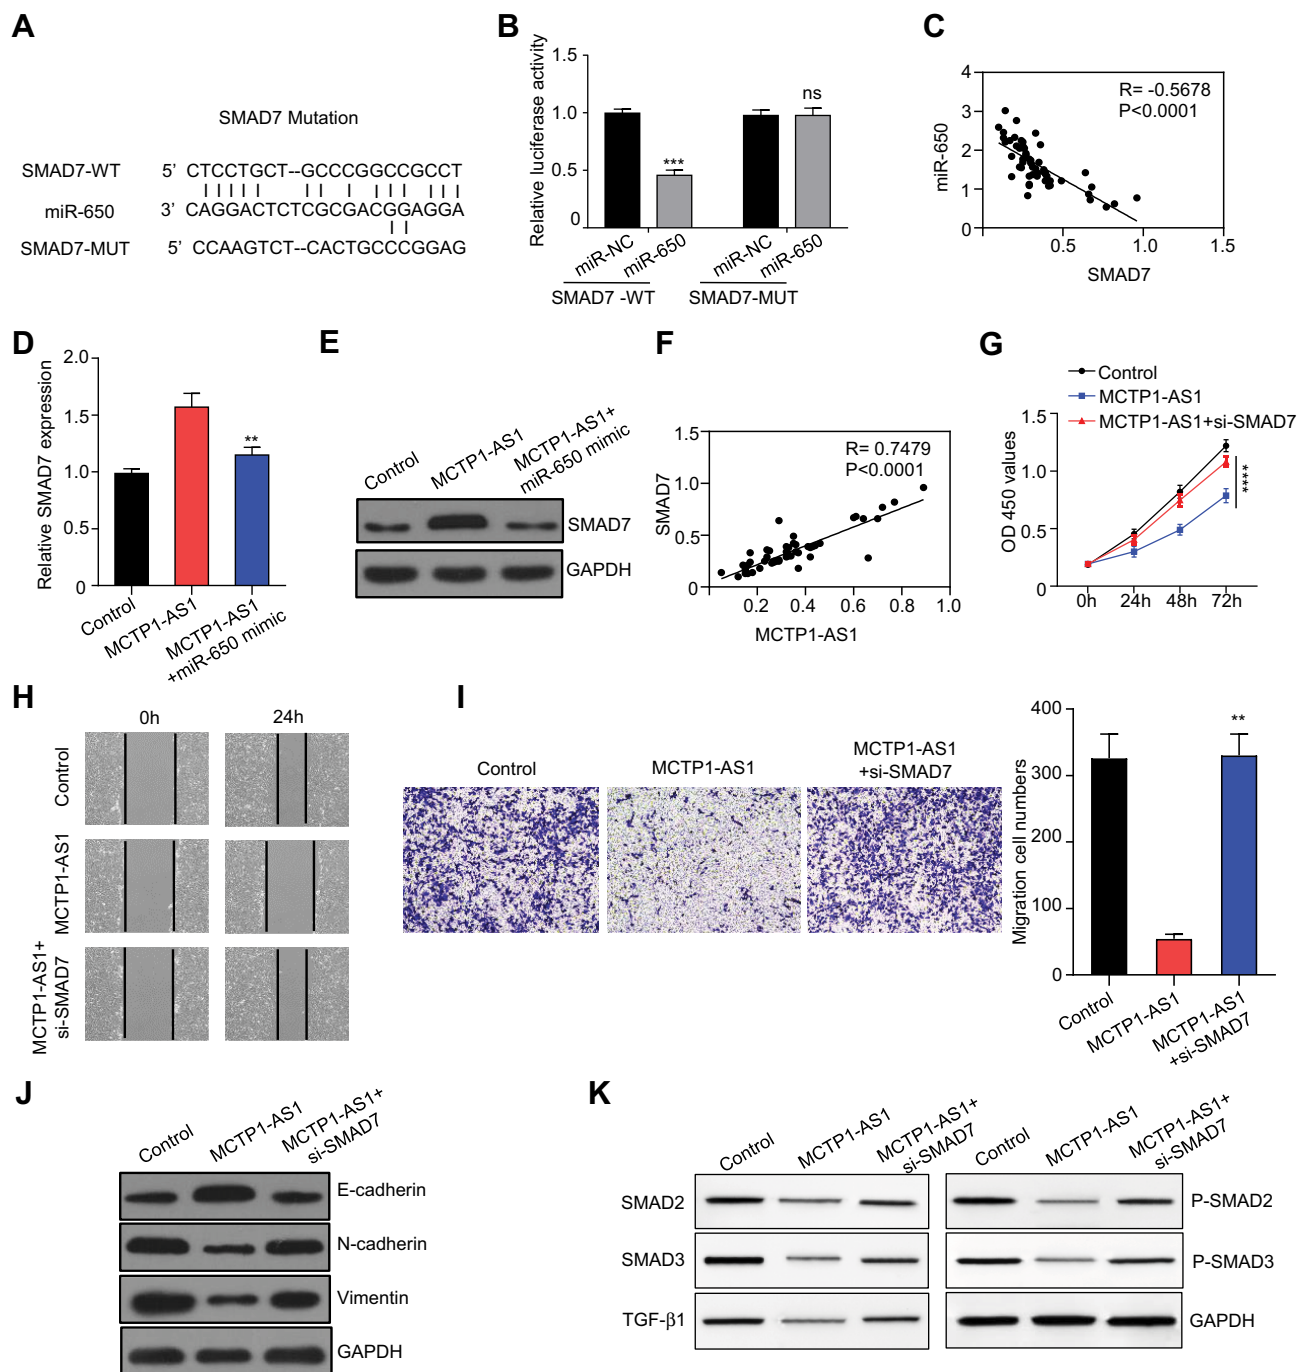 A
SMAD7 Mutation
SMAD7-WT 5’ CTCCTGCT--GCCCGGCCGCCT
miR-650 3’ CAGGACTCTCGCGACGGAGGA
SMAD7-MUT 5’ CCAAGTCT--CACTGCCCGGAG
B
Relative luciferase activity
1.5
1.0
0.5
0
***
ns
miR-NC
miR-650
miR-NC
miR-650
SMAD7 -WT
SMAD7-MUT
C
miR-650
4
3
2
1
0
R= -0.5678
P<0.0001
0.5
1.0
1.5
SMAD7
D
Relative SMAD7 expression
2.0
1.5
1.0
0.5
0
**
Control
MCTP1-AS1
MCTP1-AS1
+miR-650 mimic
E
Control
MCTP1-AS1
MCTP1-AS1+
miR-650 mimic
SMAD7
GAPDH
F
SMAD7
1.5
1.0
0.5
0
R= 0.7479
P<0.0001
0.2
0.4
0.6
0.8
1.0
MCTP1-AS1
G
Control
MCTP1-AS1
MCTP1-AS1+si-SMAD7
OD 450 values
1.5
1.0
0.5
0
****
0h
24h
48h
72h
H
0h
24h
Control
MCTP1-AS1
MCTP1-AS1+
si-SMAD7
I
Control
MCTP1-AS1
MCTP1-AS1
+si-SMAD7
Migration cell numbers
400
300
200
100
0
**
Control
MCTP1-AS1
MCTP1-AS1
+si-SMAD7
J
Control
MCTP1-AS1
MCTP1-AS1+
si-SMAD7
E-cadherin
N-cadherin
Vimentin
GAPDH
K
Control
MCTP1-AS1
MCTP1-AS1+
si-SMAD7
Control
MCTP1-AS1
MCTP1-AS1+
si-SMAD7
SMAD2
P-SMAD2
SMAD3
P-SMAD3
TGF-β1
GAPDH